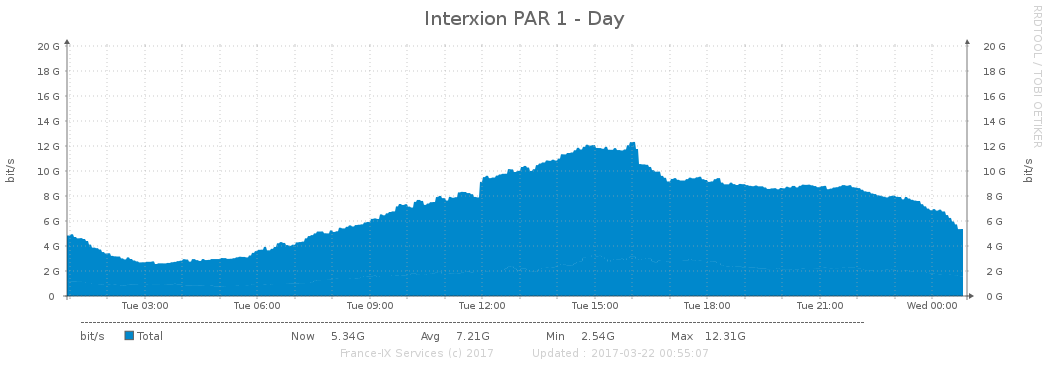 Interxion PAR 1 - Day
RRDTOOL / TOBI OETIKER
20 G 20 G
18 G 18 G
16 G 16 G
14 G 14 G
12 G 12 G
10 G 10 G
8 G 8 G
6 G 6 G
4 G 4 G
2 G 2 G
0 0 G
bit/s bit/s
Tue 03:00 Tue 06:00 Tue 09:00 Tue 12:00 Tue 15:00 Tue 18:00 Tue 21:00 Wed 00:00
bit/s Total Now 5.34G Avg 7.21G Min 2.54G Max 12.31G
France-IX Services (c) 2017 Updated : 2017-03-22 00:55:07